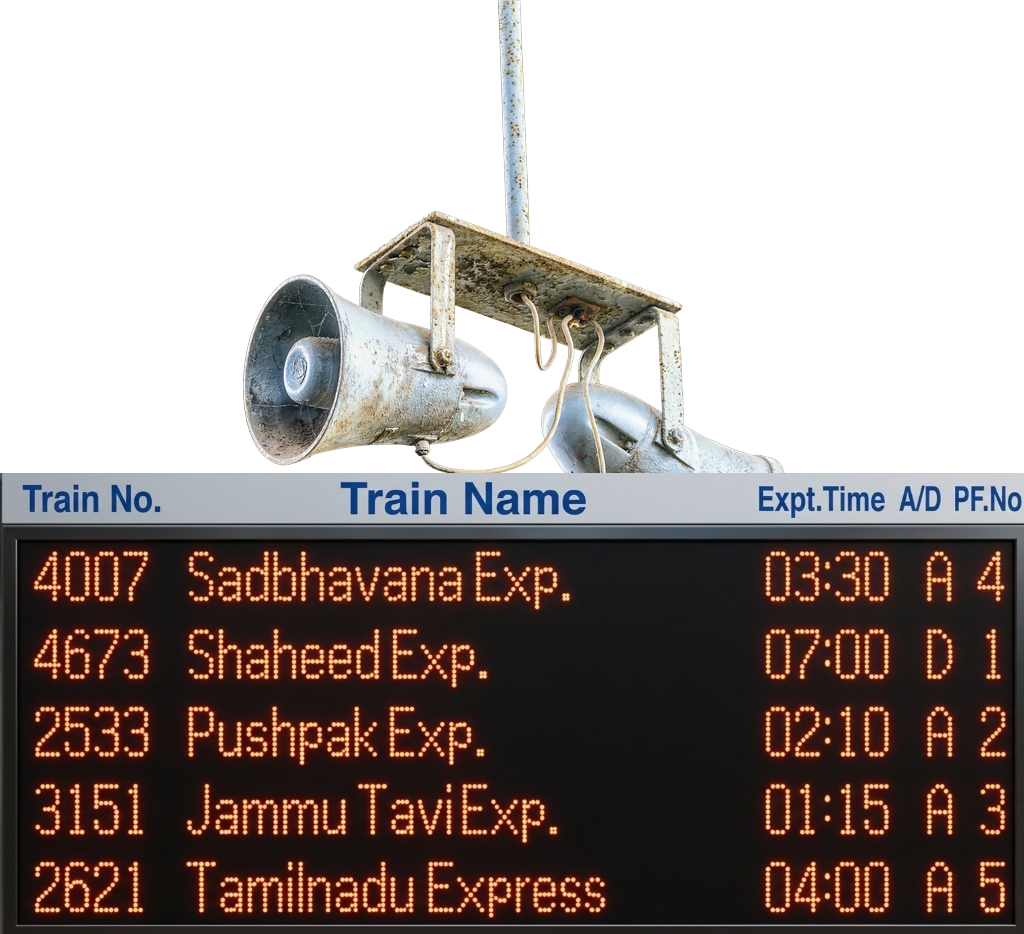 Train No. Train Name Expt.Time A/D PF.No
4007 Sadbhavana Exp. 03:30 A 4
4673 Shaheed Exp. 07:00 D 1
2533 Pushpak Exp. 02:10 A 2
3151 Jammu Tavi Exp. 01:15 A 3
2621 Tamilnadu Express 04:00 A 5